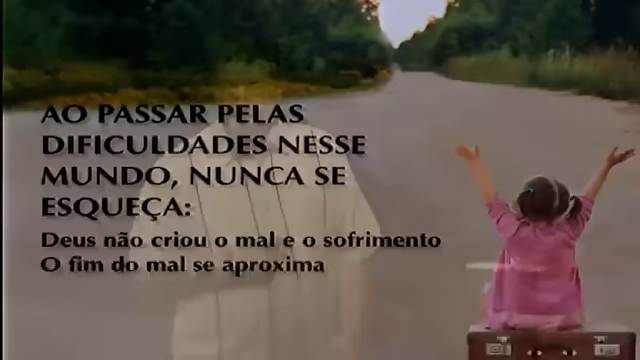 AO PASSAR PELAS
DIFICULDADES NESSE
MUNDO, NUNCA SE
ESQUEÇA:
Deus não criou o mal e o sofrimento
O fim do mal se aproxima